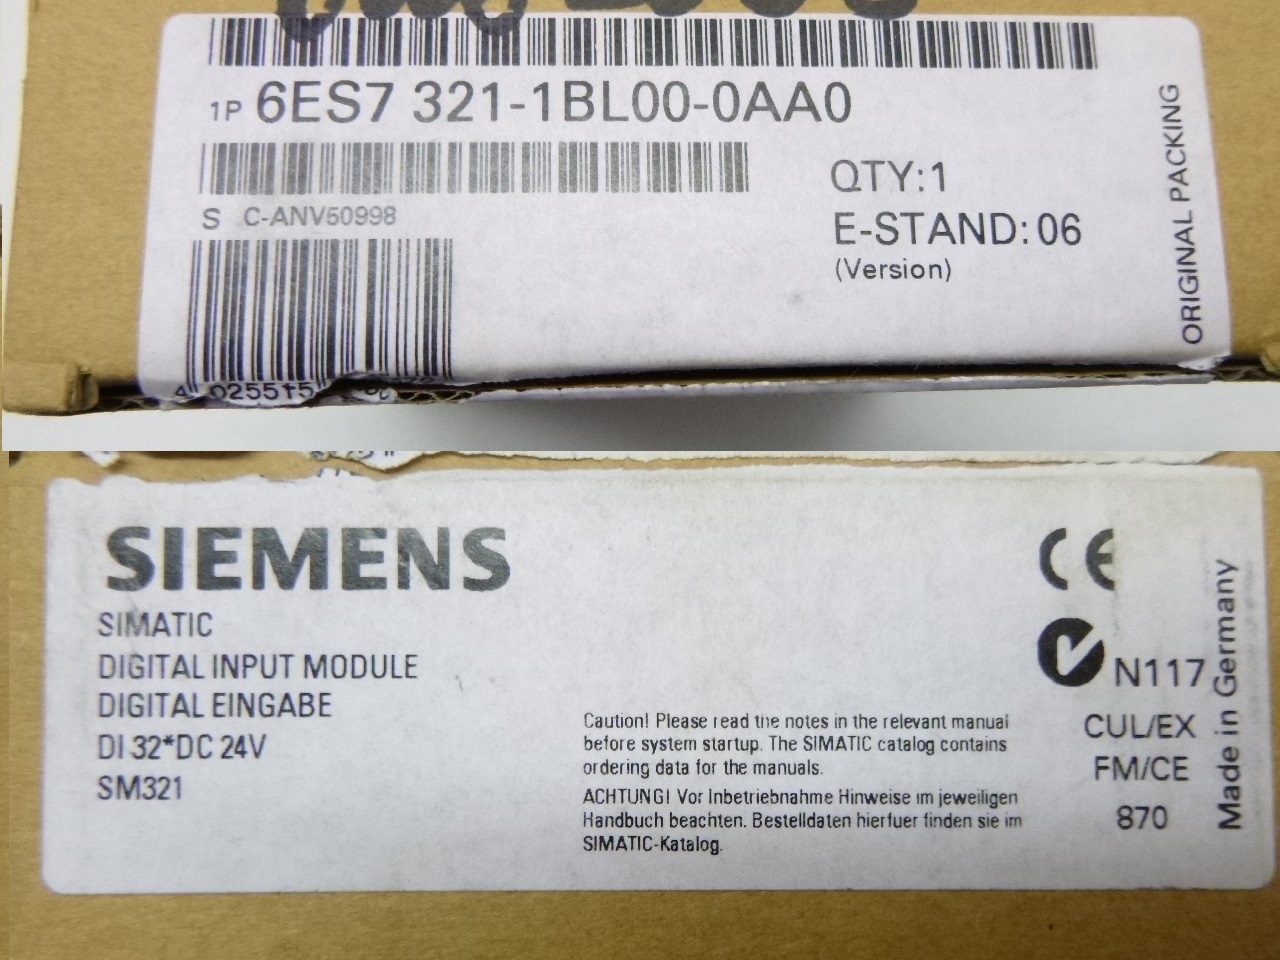 1P 6ES7 321-1BL00-0AA0
S C-ANV50998
QTY:1
E-STAND: 06
(Version)
ORIGINAL PACKING
4 025515
SIEMENS
SIMATIC
DIGITAL INPUT MODULE
DIGITAL EINGABE
DI 32*DC 24V
SM321
Caution! Please read the notes in the relevant manual
before system startup. The SIMATIC catalog contains
ordering data for the manuals.
ACHTUNG! Vor Inbetriebnahme Hinweise im jeweiligen
Handbuch beachten. Bestelldaten hierfuer finden sie im
SIMATIC-Katalog.
CE
N117
CUL/EX
FM/CE
870
Made in Germany